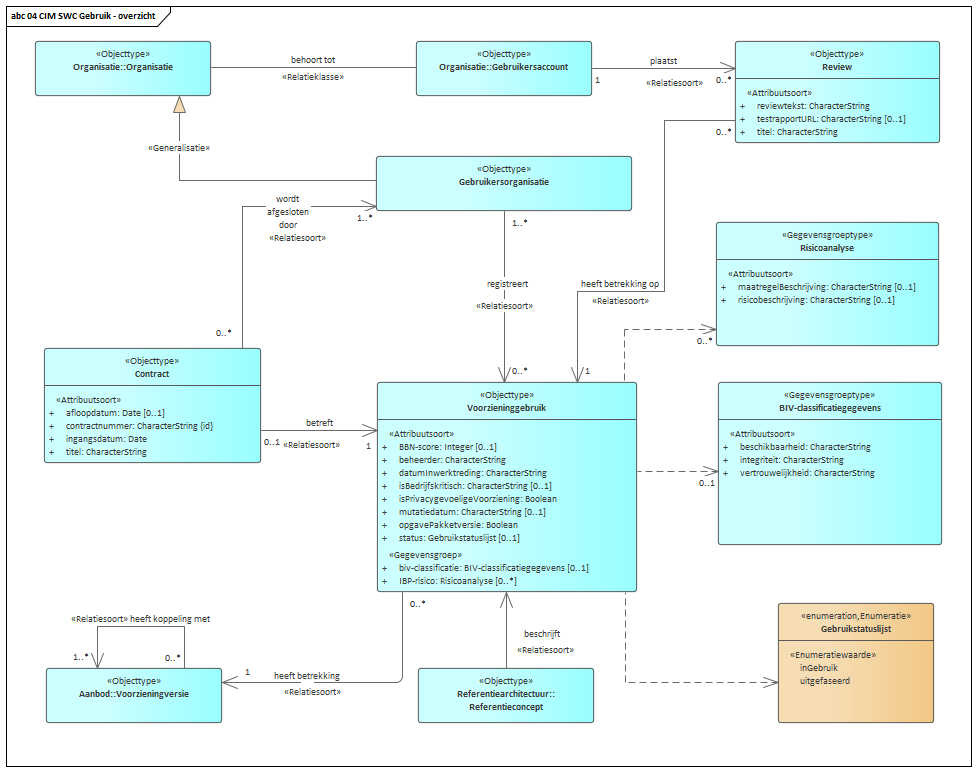 abc 04 CIM SWC Gebruik - overzicht
«Objecttype»
Organisatie::Organisatie
behoort tot
«Relatieklasse»
«Objecttype»
Organisatie::Gebruikersaccount
1
plaatst
«Relatiesoort»
0..*
«Objecttype»
Review
«Attribuutsoort»
+ reviewtekst: CharacterString
+ testrapportURL: CharacterString [0..1]
+ titel: CharacterString
0..*
«Generalisatie»
«Objecttype»
Gebruikersorganisatie
wordt
afgesloten
door
«Relatiesoort»
1..*
0..*
1..*
registreert
«Relatiesoort»
0..*
heeft betrekking op
«Relatiesoort»
1
«Gegevensgroeptype»
Risicoanalyse
«Attribuutsoort»
+ maatregelBeschrijving: CharacterString [0..1]
+ risicobeschrijving: CharacterString [0..1]
0..*
«Objecttype»
Contract
«Attribuutsoort»
+ afloopdatum: Date [0..1]
+ contractnummer: CharacterString {id}
+ ingangsdatum: Date
+ titel: CharacterString
betreft
0..1
«Relatiesoort»
1
«Objecttype»
Voorzieninggebruik
«Attribuutsoort»
+ BBN-score: Integer [0..1]
+ beheerder: CharacterString
+ datumInwerktreding: CharacterString
+ isBedrijfskritisch: CharacterString [0..1]
+ isPrivacygevoeligeVoorziening: Boolean
+ mutatiedatum: CharacterString [0..1]
+ opgavePakketversie: Boolean
+ status: Gebruikstatuslijst [0..1]
«Gegevensgroep»
+ biv-classificatie: BIV-classificatiegegevens [0..1]
+ IBP-risico: Risicoanalyse [0..*]
«Gegevensgroeptype»
BIV-classificatiegegevens
«Attribuutsoort»
+ beschikbaarheid: CharacterString
+ integriteit: CharacterString
+ vertrouwelijkheid: CharacterString
0..1
0..*
beschrijft
«Relatiesoort»
«Relatiesoort» heeft koppeling met
1..*
0..*
«Objecttype»
Aanbod::Voorzieningversie
1
heeft betrekking
«Relatiesoort»
«Objecttype»
Referentiearchitectuur::
Referentieconcept
«enumeration,Enumeratie»
Gebruikstatuslijst
«Enumeratiewaarde»
inGebruik
uitgefaseerd